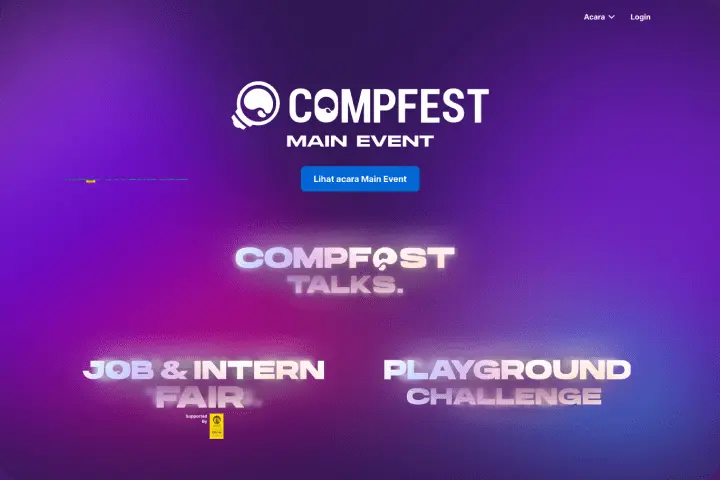 Acara
Login
COMPFEST
MAIN EVENT
Lihat acara Main Event
COMPFEST
TALKS.
JOB & INTERN
FAIR.
PLAYGROUND
CHALLENGE
Supported
By